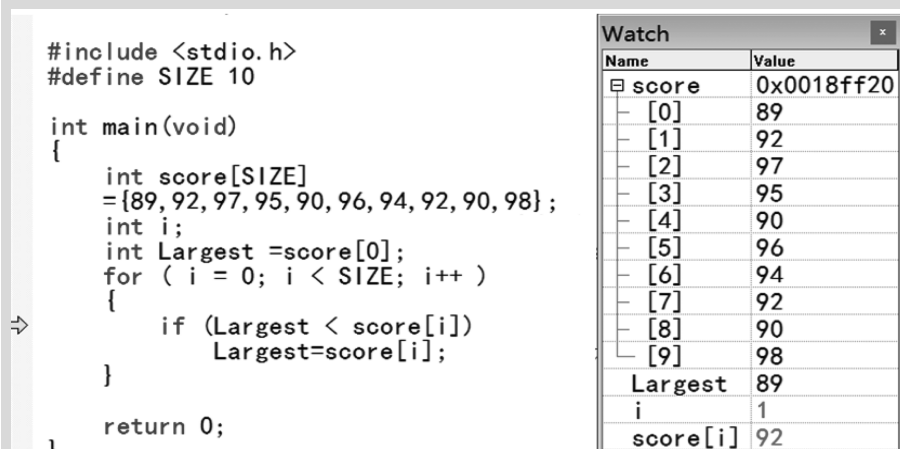 #include <stdio.h>
#define SIZE 10
int main(void)
{
int score[SIZE]
={89,92,97,95,90,96,94,92,90,98};
int i;
int Largest =score[0];
for ( i = 0; i < SIZE; i++ )
{
if (Largest < score[i])
Largest=score[i];
}
return 0;
Watch x
Name Value
score 0x0018ff20
[0] 89
[1] 92
[2] 97
[3] 95
[4] 90
[5] 96
[6] 94
[7] 92
[8] 90
[9] 98
Largest 89
i 1
score[i] 92